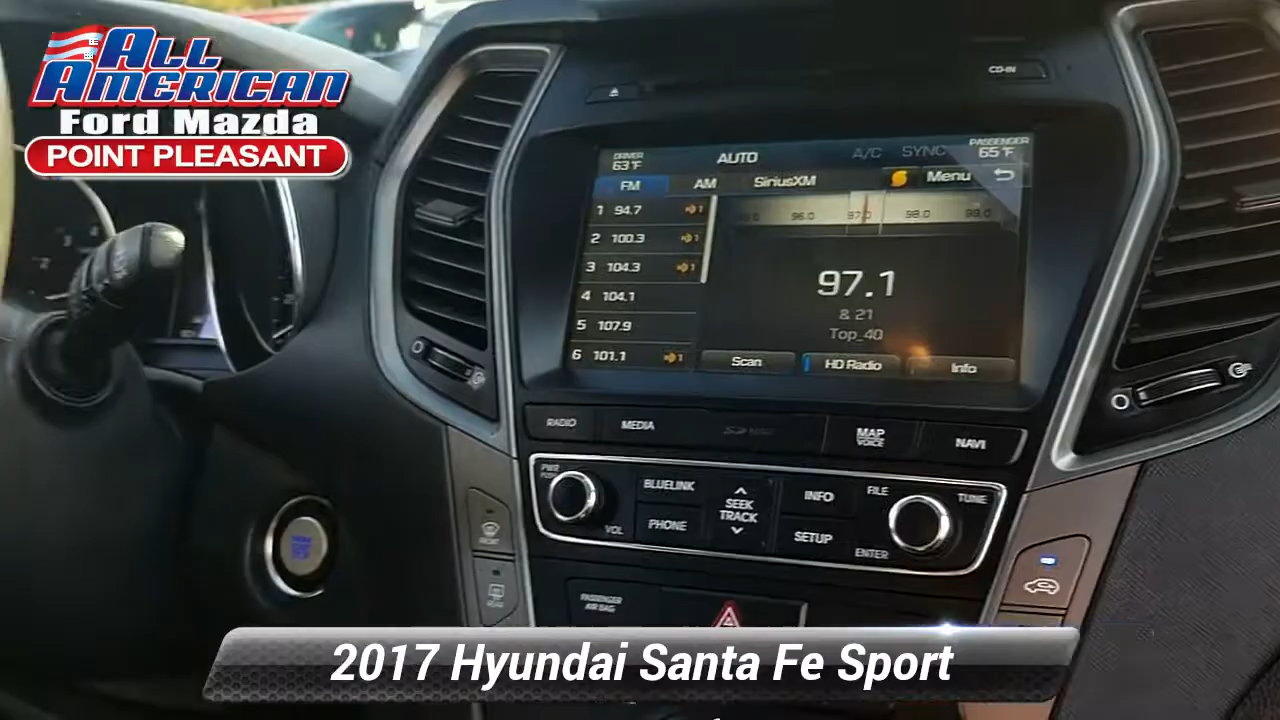 ALL
AMERICAN
Ford Mazda
POINT PLEASANT
CD-IN
DRIVER
63°F
AUTO
A/C
SYNC
PASSENGER
65°F
FM
AM
SiriusXM
Menu
1 94.7
2 100.3
3 104.3
4 104.1
5 107.9
6 101.1
96.0
97.0
98.0
99.0
97.1
& 21
Top_40
Scan
HD Radio
Info
RADIO
MEDIA
MAP
VOICE
NAVI
PWR
PUSH
VOL
BLUELINK
PHONE
SEEK
TRACK
INFO
SETUP
FILE
TUNE
ENTER
FRONT
REAR
PASSENGER
AIR BAG
2017 Hyundai Santa Fe Sport